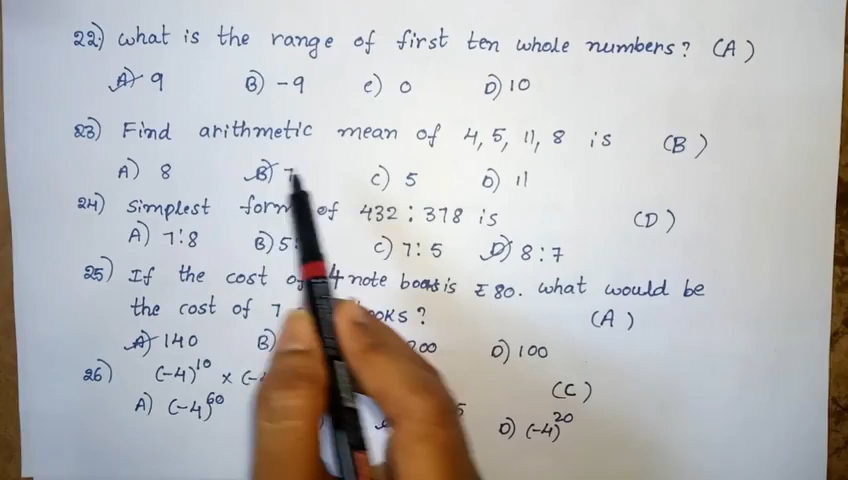 22) what is the range of first ten whole numbers? (A)
A) 9 B) -9 c) 0 D) 10
23) Find arithmetic mean of 4, 5, 11, 8 is (B)
A) 8 B) 7 c) 5 D) 11
24) simplest form of 432 : 378 is (D)
A) 7:8 B) 5: c) 7:5 D) 8:7
25) If the cost of 4 note books is ₹ 80. what would be
the cost of 7 ? (A)
A) 140 B) D) 100
26) (-4)^10 × (-4 (C)
A) (-4)^60 D) (-4)^20